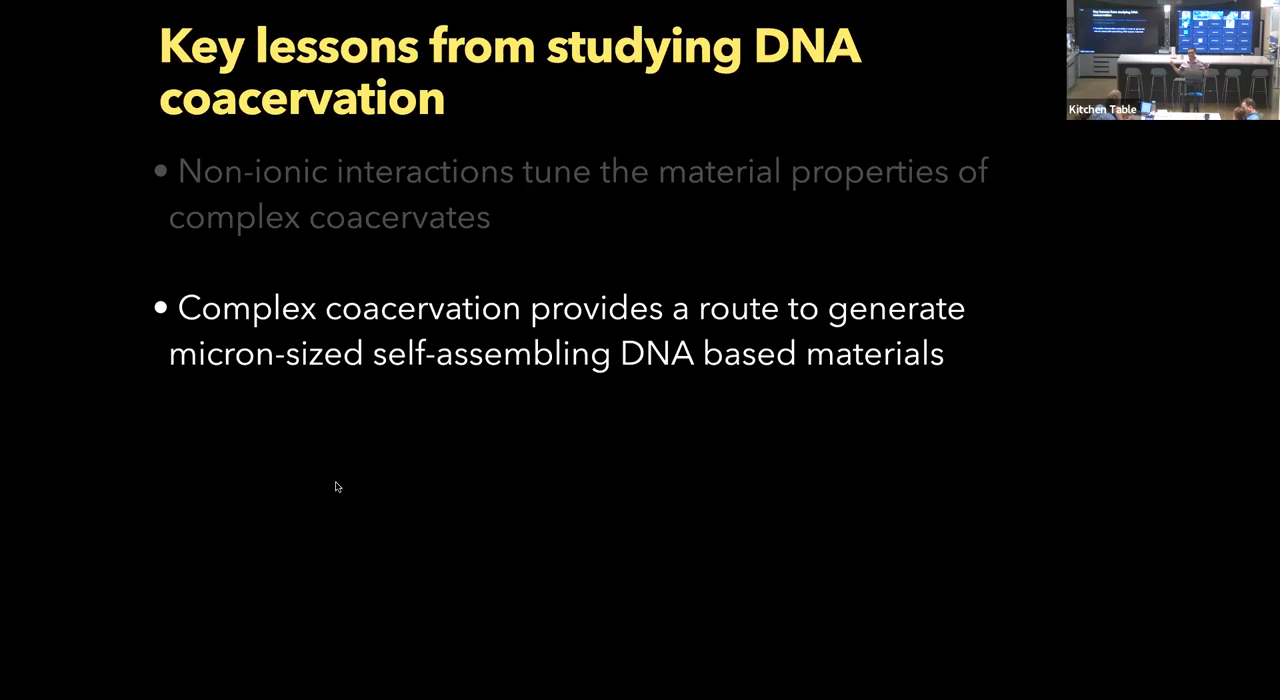 Key lessons from studying DNA
coacervation
• Non-ionic interactions tune the material properties of
complex coacervates
• Complex coacervation provides a route to generate
micron-sized self-assembling DNA based materials
Kitchen Table